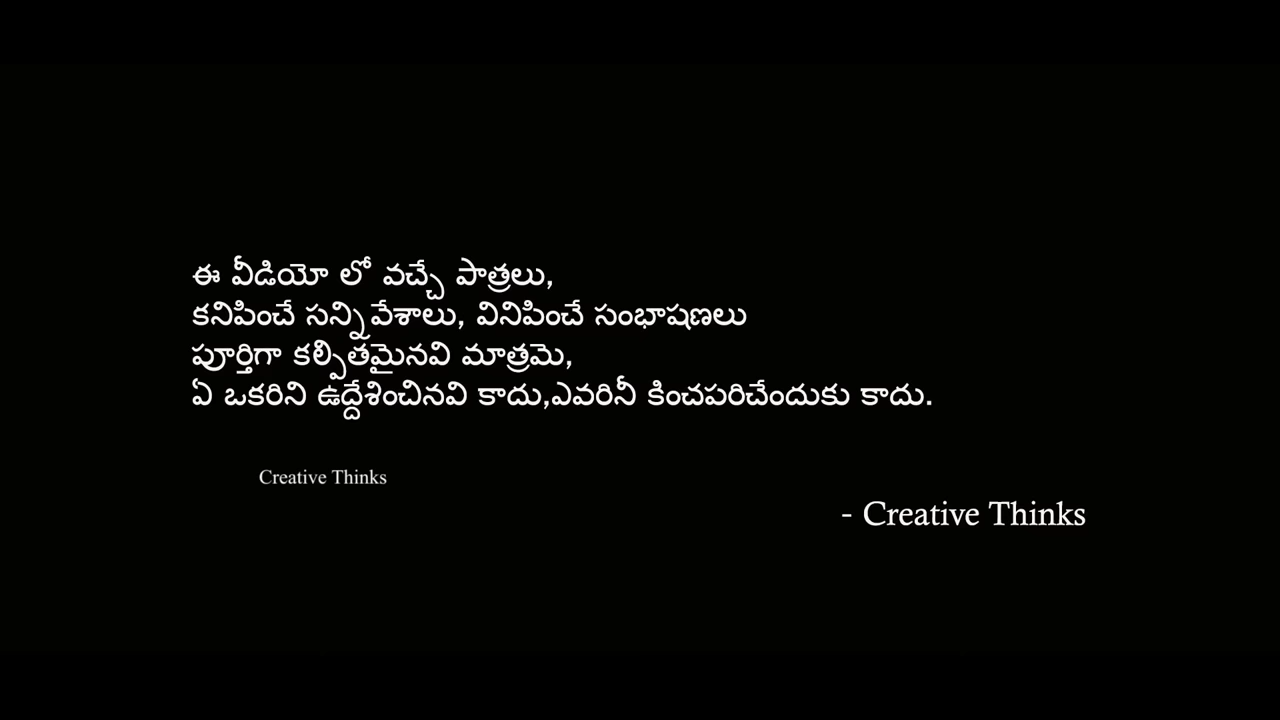 ఈ వీడియో లో వచ్చే పాత్రలు,
కనిపించే సన్నివేశాలు, వినిపించే సంభాషణలు
పూర్తిగా కల్పితమైనవి మాత్రమె,
ఏ ఒకరిని ఉద్దేశించినవి కాదు,ఎవరినీ కించపరిచేందుకు కాదు.
Creative Thinks
- Creative Thinks